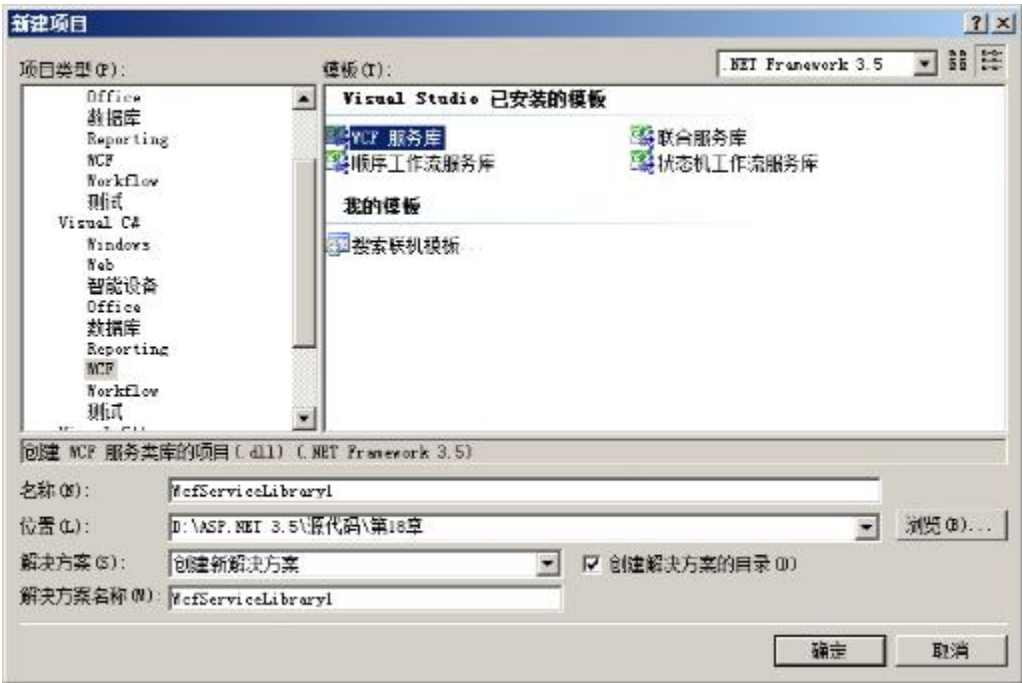 新建项目
项目类型(P):
模板(T):
.NET Framework 3.5
Office
数据库
Reporting
WCF
Workflow
测试
Visual C#
Windows
Web
智能设备
Office
数据库
Reporting
WCF
Workflow
测试
Visual Studio 已安装的模板
WCF 服务库
联合服务库
顺序工作流服务库
状态机工作流服务库
我的模板
搜索联机模板...
创建 WCF 服务类库的项目(.dll) (.NET Framework 3.5)
名称(N):
WcfServiceLibrary1
位置(L):
D:\ASP.NET 3.5\源代码\第18章
浏览(B)...
解决方案(S):
创建新解决方案
创建解决方案的目录(D)
解决方案名称(M):
WcfServiceLibrary1
确定
取消